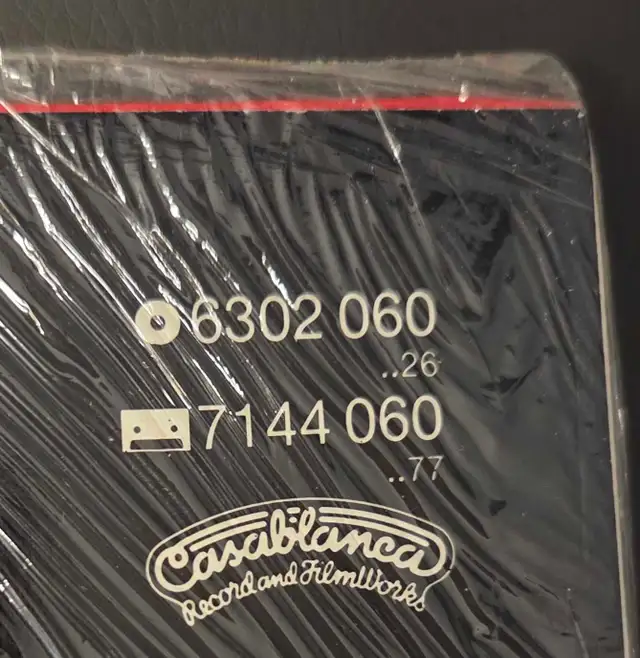 6302 060
..26
7144 060
..77
Casablanca
Record and FilmWorks